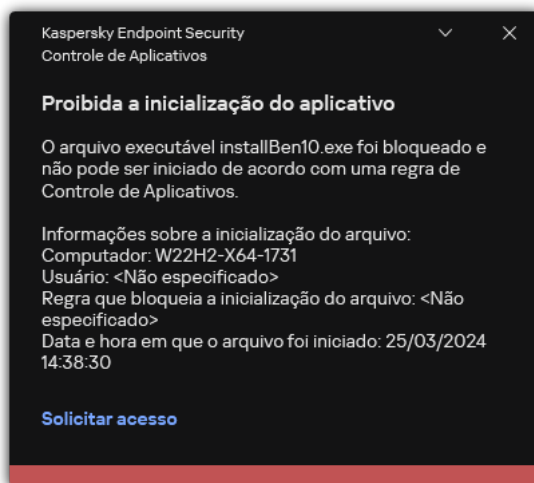 Kaspersky Endpoint Security
Controle de Aplicativos
Proibida a inicialização do aplicativo
O arquivo executável installBen10.exe foi bloqueado e
não pode ser iniciado de acordo com uma regra de
Controle de Aplicativos.
Informações sobre a inicialização do arquivo:
Computador: W22H2-X64-1731
Usuário: <Não especificado>
Regra que bloqueia a inicialização do arquivo: <Não
especificado>
Data e hora em que o arquivo foi iniciado: 25/03/2024
14:38:30
Solicitar acesso